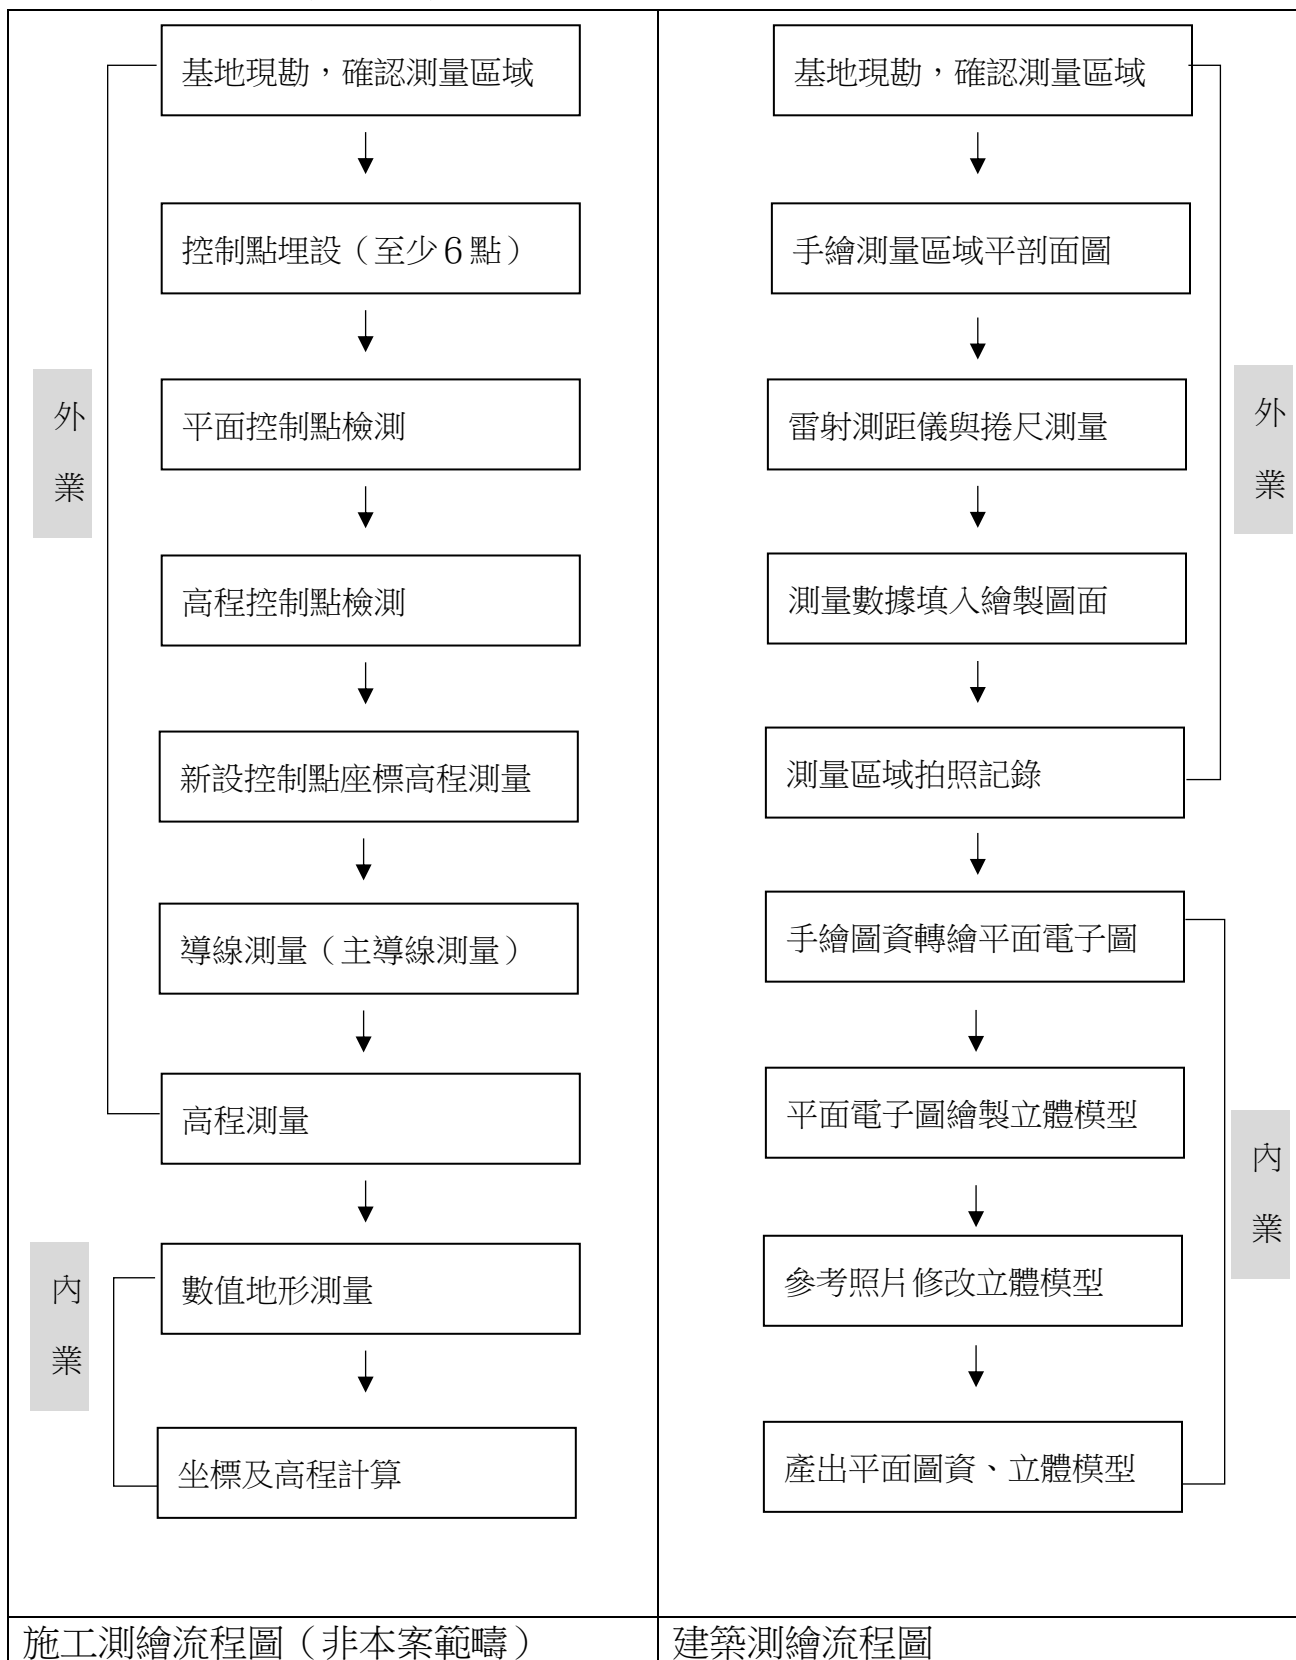 基地現勘，確認測量區域
控制點埋設（至少６點）
平面控制點檢測
高程控制點檢測
新設控制點座標高程測量
導線測量（主導線測量）
高程測量
數值地形測量
坐標及高程計算
外
業
內
業
施工測繪流程圖（非本案範疇）
基地現勘，確認測量區域
手繪測量區域平剖面圖
雷射測距儀與捲尺測量
測量數據填入繪製圖面
測量區域拍照記錄
手繪圖資轉繪平面電子圖
平面電子圖繪製立體模型
參考照片修改立體模型
產出平面圖資、立體模型
外
業
內
業
建築測繪流程圖